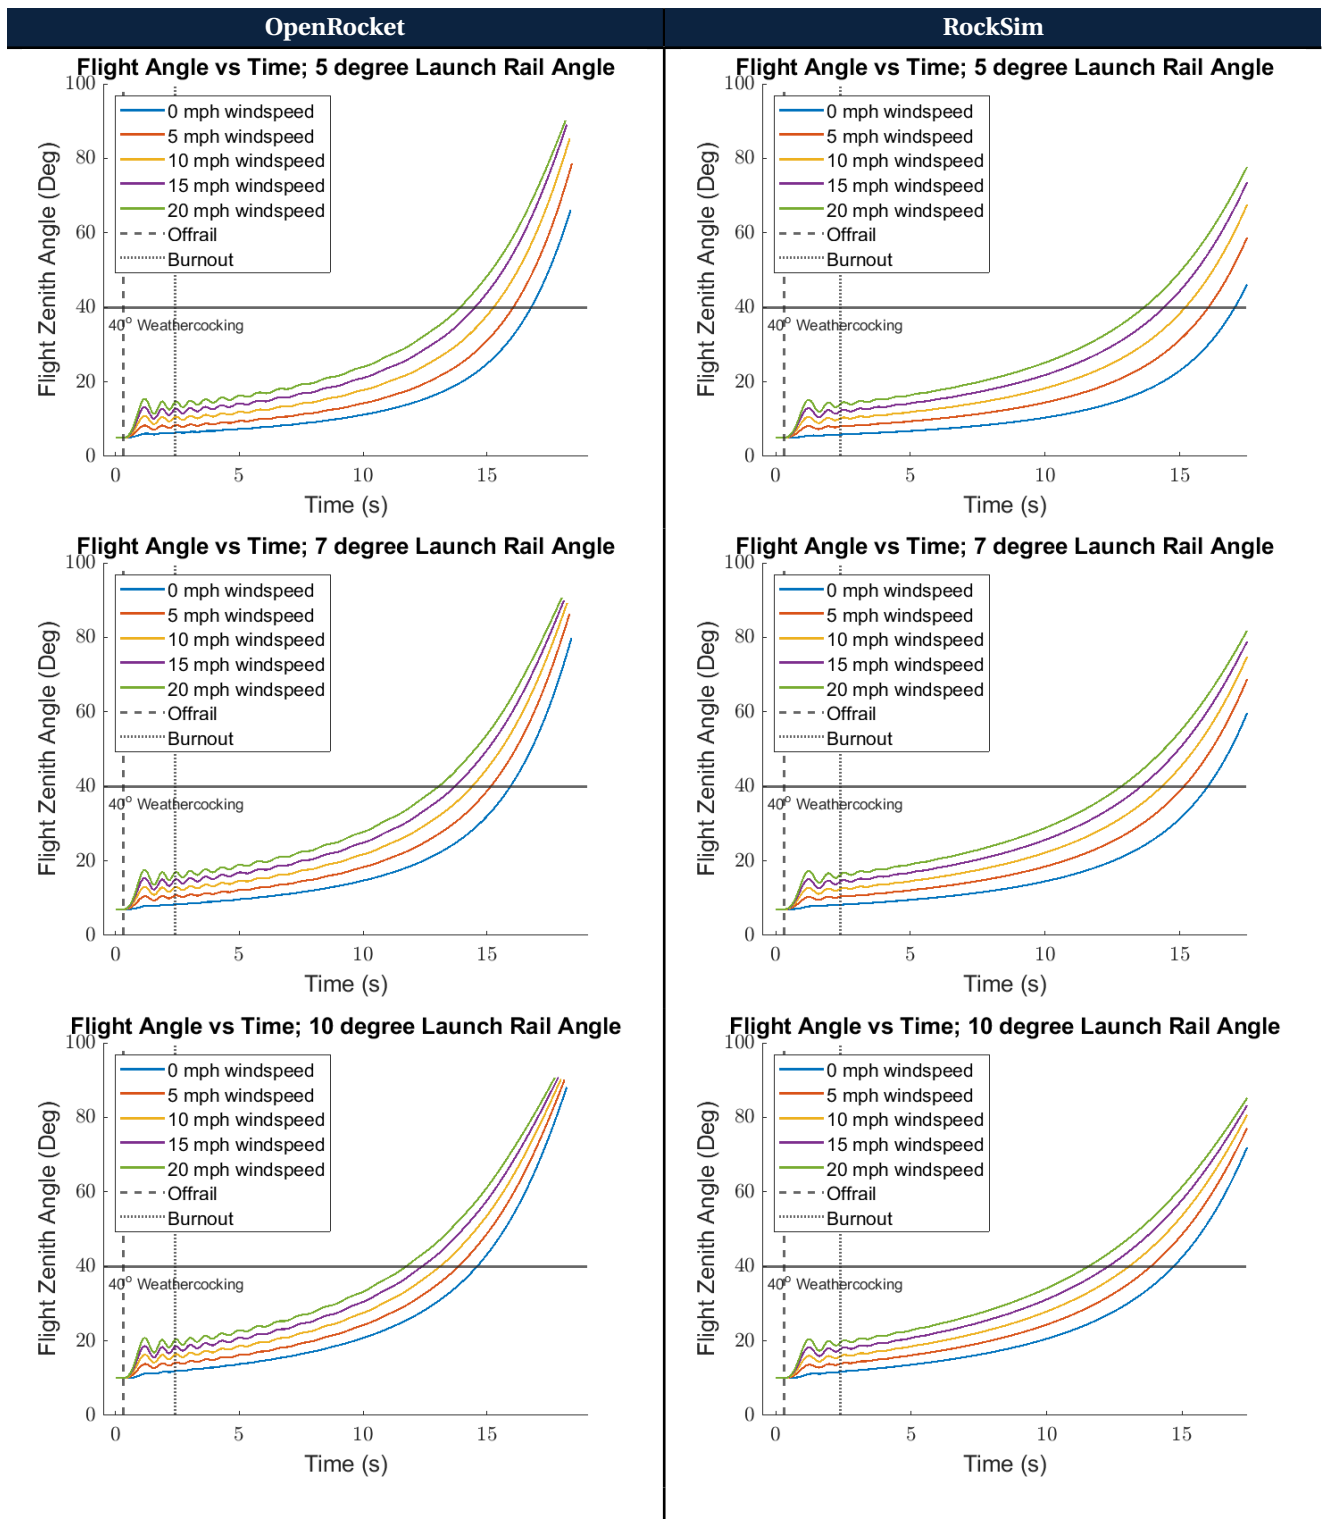 OpenRocket
RockSim
Flight Angle vs Time; 5 degree Launch Rail Angle
100
80
60
40
20
0
Flight Zenith Angle (Deg)
0 mph windspeed
5 mph windspeed
10 mph windspeed
15 mph windspeed
20 mph windspeed
Offrail
Burnout
40° Weathercocking
0 5 10 15
Time (s)
Flight Angle vs Time; 5 degree Launch Rail Angle
100
80
60
40
20
0
Flight Zenith Angle (Deg)
0 mph windspeed
5 mph windspeed
10 mph windspeed
15 mph windspeed
20 mph windspeed
Offrail
Burnout
40° Weathercocking
0 5 10 15
Time (s)
Flight Angle vs Time; 7 degree Launch Rail Angle
100
80
60
40
20
0
Flight Zenith Angle (Deg)
0 mph windspeed
5 mph windspeed
10 mph windspeed
15 mph windspeed
20 mph windspeed
Offrail
Burnout
40° Weathercocking
0 5 10 15
Time (s)
Flight Angle vs Time; 7 degree Launch Rail Angle
100
80
60
40
20
0
Flight Zenith Angle (Deg)
0 mph windspeed
5 mph windspeed
10 mph windspeed
15 mph windspeed
20 mph windspeed
Offrail
Burnout
40° Weathercocking
0 5 10 15
Time (s)
Flight Angle vs Time; 10 degree Launch Rail Angle
100
80
60
40
20
0
Flight Zenith Angle (Deg)
0 mph windspeed
5 mph windspeed
10 mph windspeed
15 mph windspeed
20 mph windspeed
Offrail
Burnout
40° Weathercocking
0 5 10 15
Time (s)
Flight Angle vs Time; 10 degree Launch Rail Angle
100
80
60
40
20
0
Flight Zenith Angle (Deg)
0 mph windspeed
5 mph windspeed
10 mph windspeed
15 mph windspeed
20 mph windspeed
Offrail
Burnout
40° Weathercocking
0 5 10 15
Time (s)